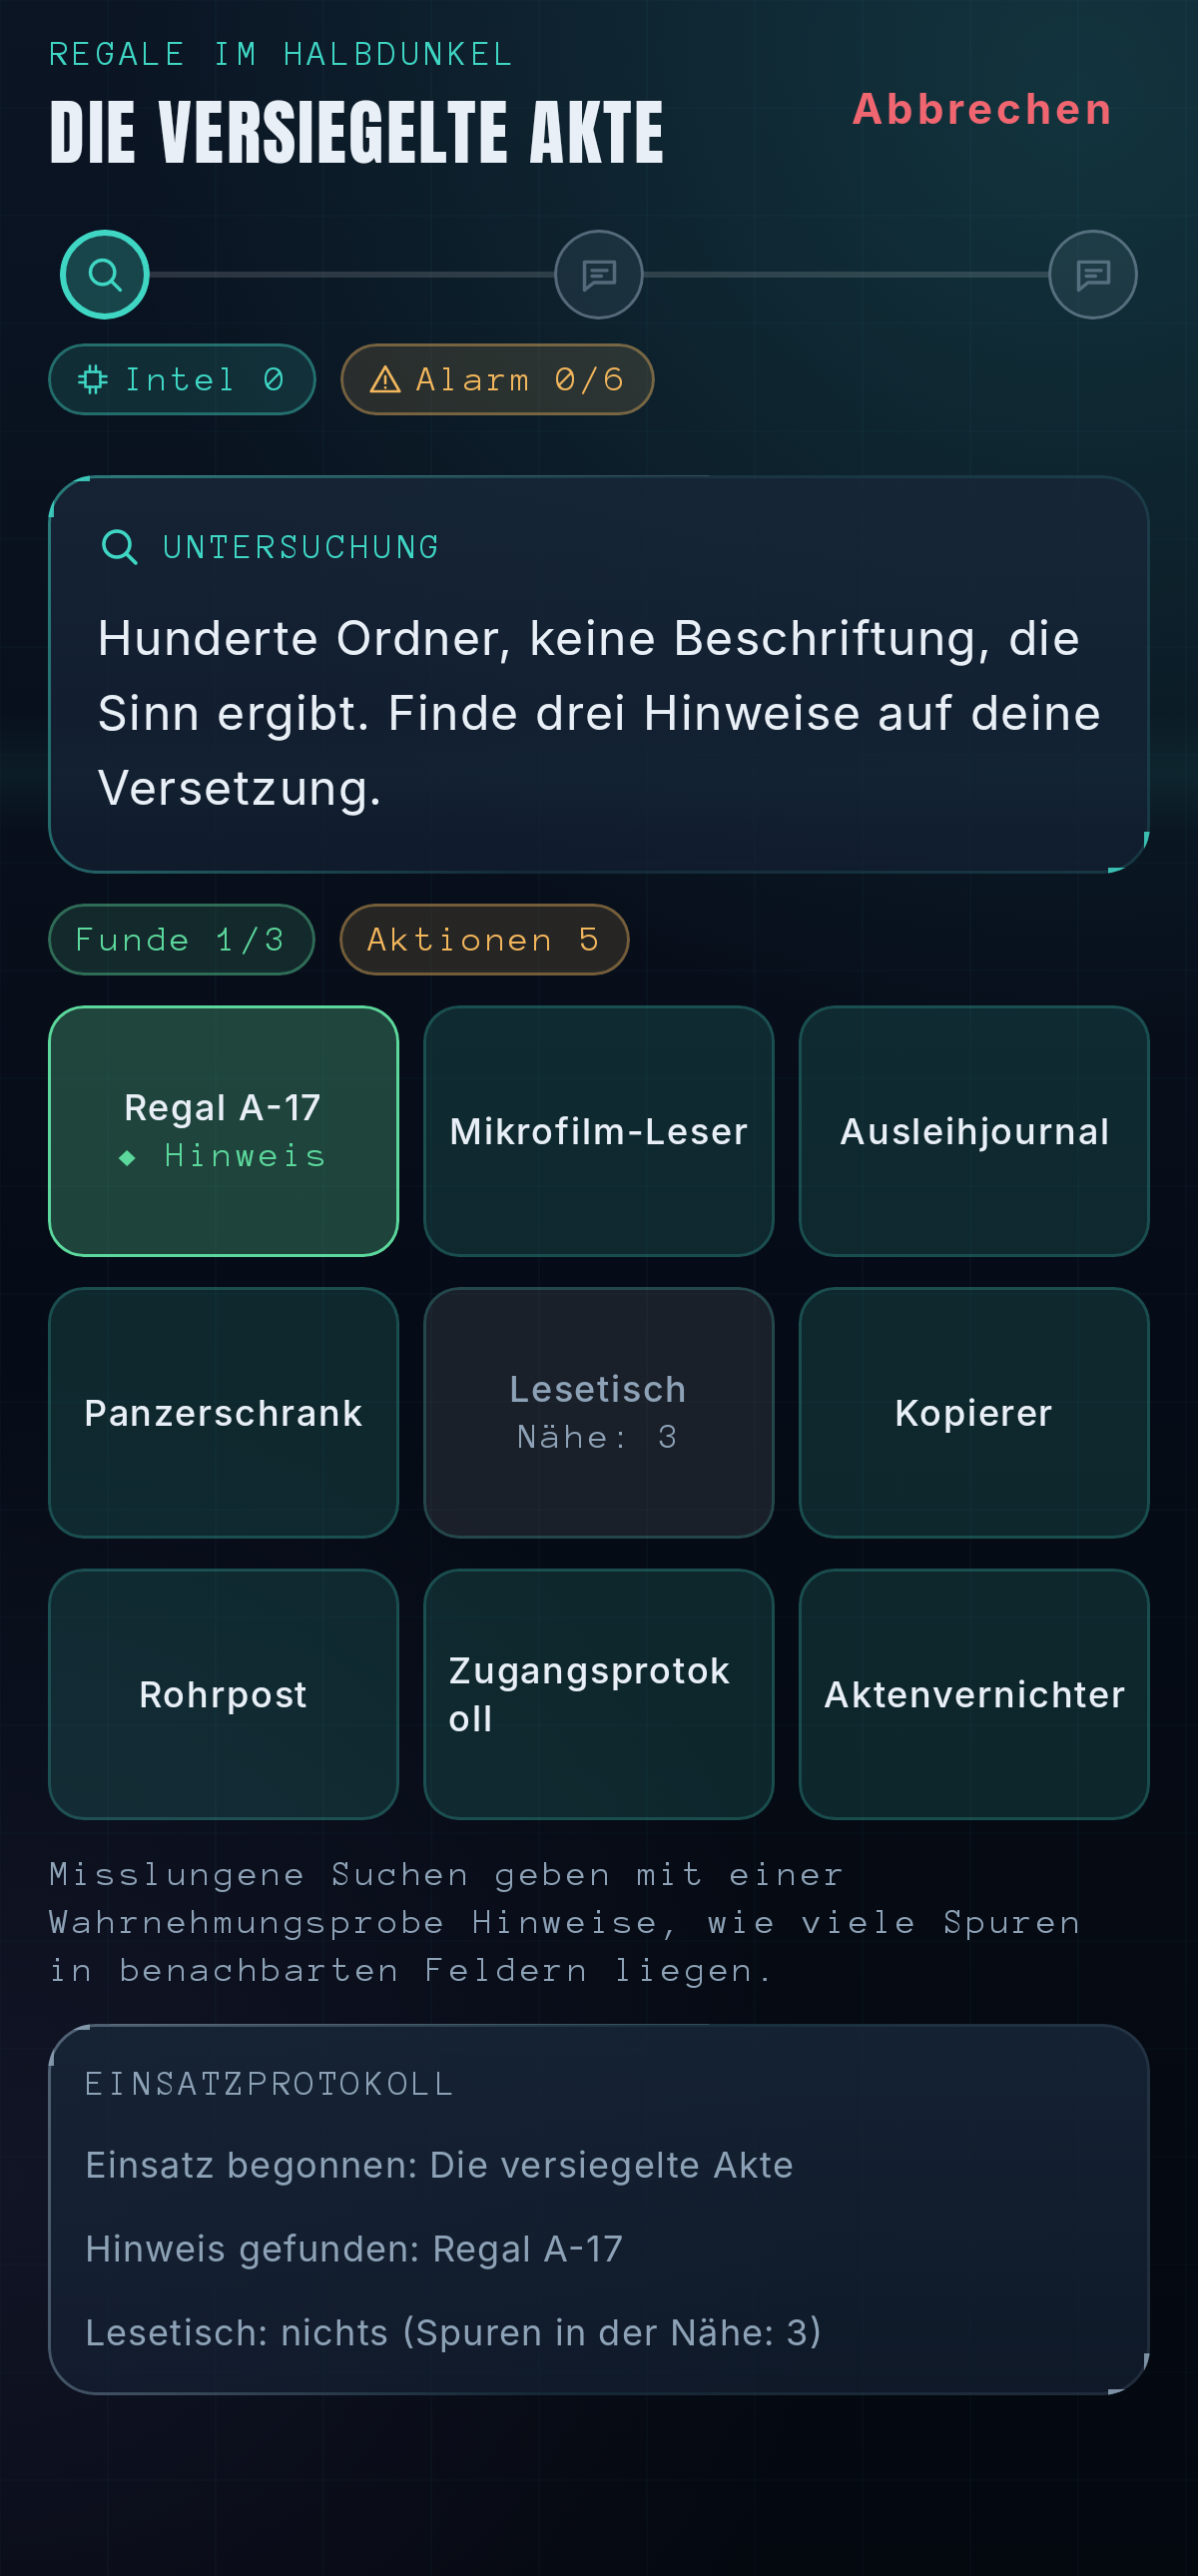 REGALE IM HALBDUNKEL
DIE VERSIEGELTE AKTE
Abbrechen
Intel 0
Alarm 0/6
UNTERSUCHUNG
Hunderte Ordner, keine Beschriftung, die
Sinn ergibt. Finde drei Hinweise auf deine
Versetzung.
Funde 1/3
Aktionen 5
Regal A-17
◆ Hinweis
Mikrofilm-Leser
Ausleihjournal
Panzerschrank
Lesetisch
Nähe: 3
Kopierer
Rohrpost
Zugangsprotok
oll
Aktenvernichter
Misslungene Suchen geben mit einer
Wahrnehmungsprobe Hinweise, wie viele Spuren
in benachbarten Feldern liegen.
EINSATZPROTOKOLL
Einsatz begonnen: Die versiegelte Akte
Hinweis gefunden: Regal A-17
Lesetisch: nichts (Spuren in der Nähe: 3)